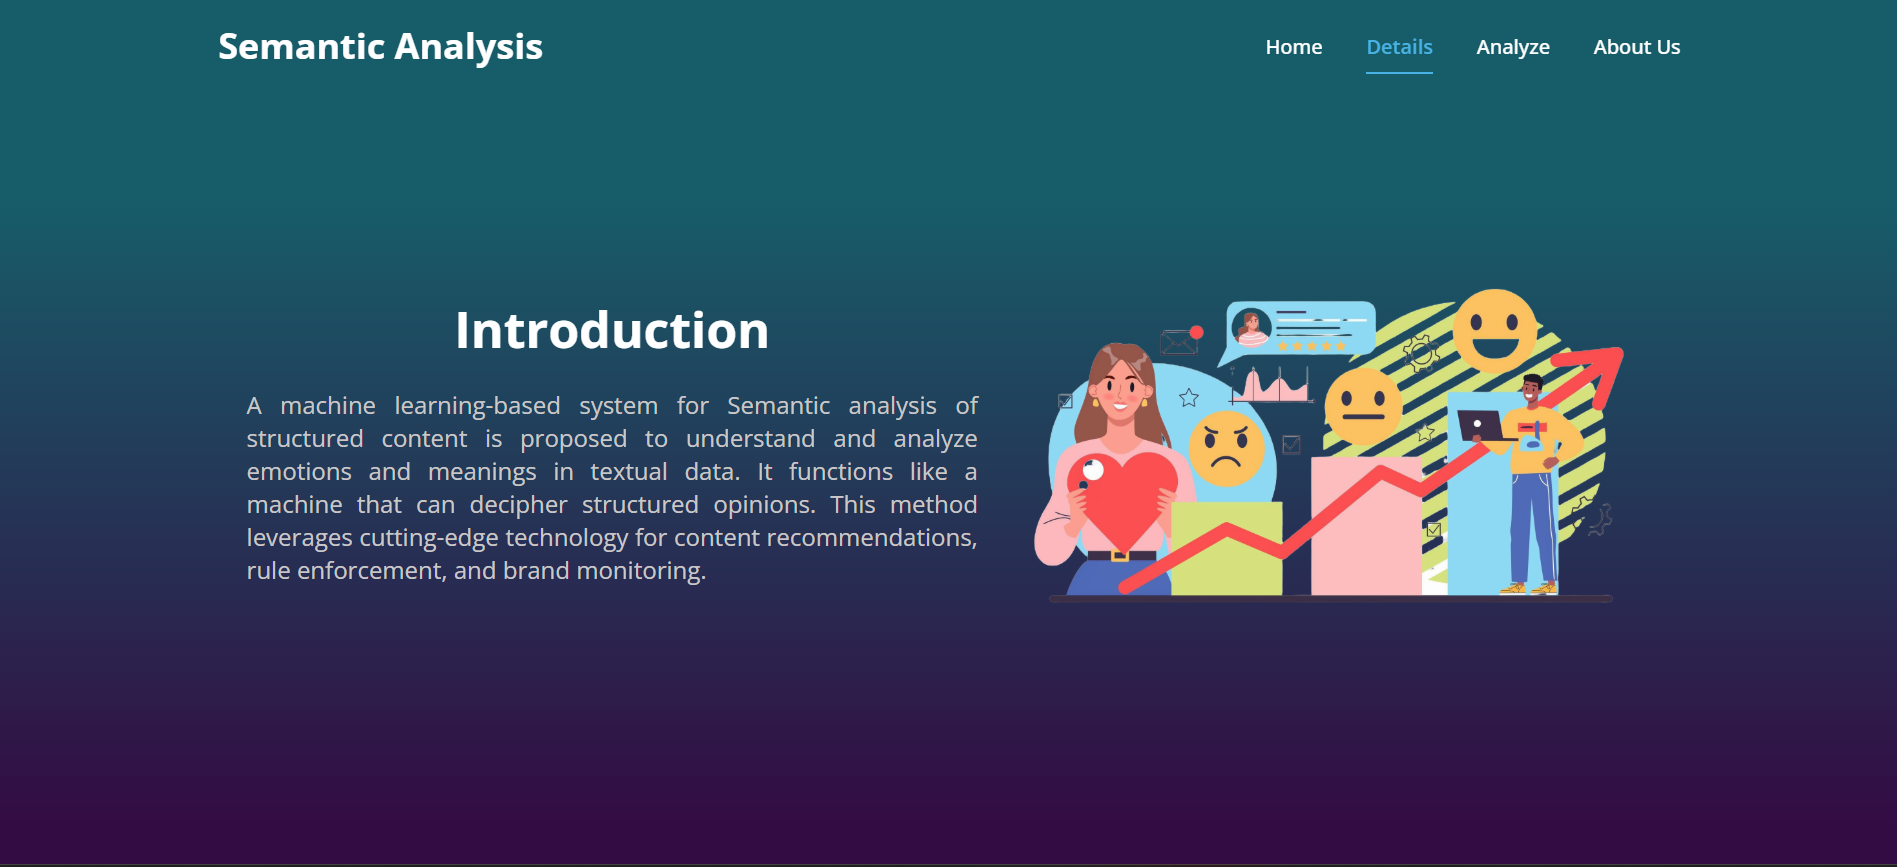 Semantic Analysis
Home
Details
Analyze
About Us
Introduction
A machine learning-based system for Semantic analysis of
structured content is proposed to understand and analyze
emotions and meanings in textual data. It functions like a
machine that can decipher structured opinions. This method
leverages cutting-edge technology for content recommendations,
rule enforcement, and brand monitoring.